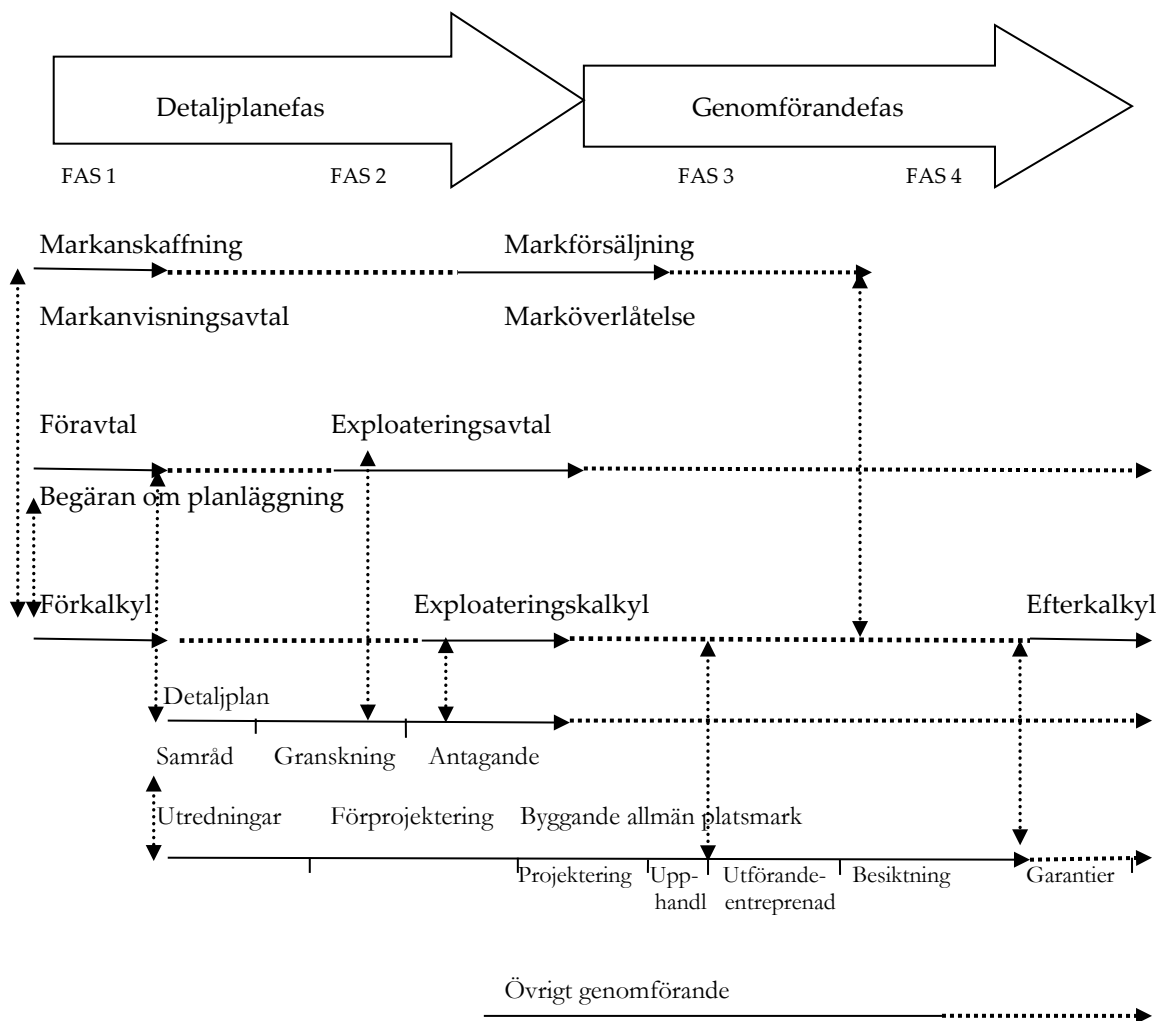 Detaljplanefas Genomförandefas
FAS 1 FAS 2 FAS 3 FAS 4
Markanskaffning Markförsäljning
Markanvisningsavtal Marköverlåtelse
Föravtal Exploateringsavtal
Begäran om planläggning
Förkalkyl Exploateringskalkyl Efterkalkyl
Detaljplan
Samråd Granskning Antagande
Utredningar Förprojektering Byggande allmän platsmark
Projektering Upp- Utförande- Besiktning Garantier
handl entreprenad
Övrigt genomförande